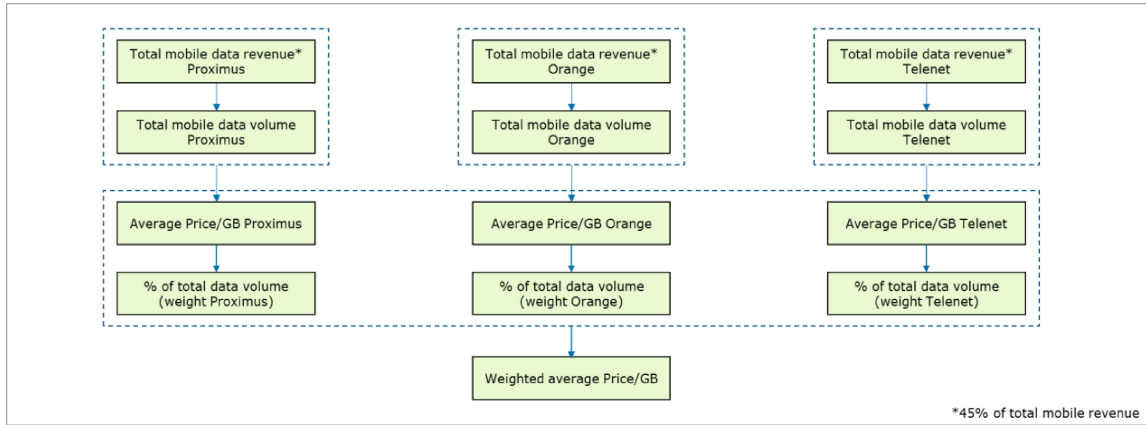 Total mobile data revenue*
Proximus
Total mobile data revenue*
Orange
Total mobile data revenue*
Telenet
Total mobile data volume
Proximus
Total mobile data volume
Orange
Total mobile data volume
Telenet
Average Price/GB Proximus
Average Price/GB Orange
Average Price/GB Telenet
% of total data volume
(weight Proximus)
% of total data volume
(weight Orange)
% of total data volume
(weight Telenet)
Weighted average Price/GB
*45% of total mobile revenue